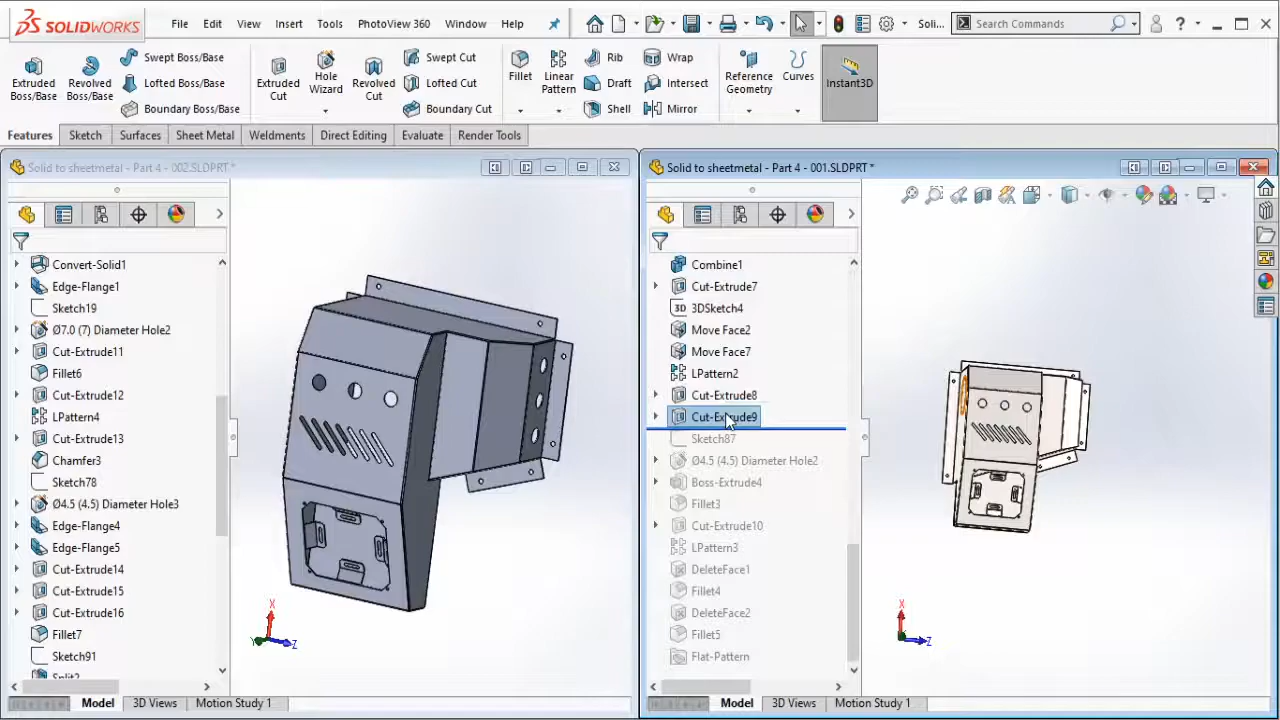 SOLIDWORKS
File Edit View Insert Tools PhotoView 360 Window Help
Soli...
Search Commands
Extruded Boss/Base
Revolved Boss/Base
Swept Boss/Base
Lofted Boss/Base
Boundary Boss/Base
Extruded Cut
Hole Wizard
Revolved Cut
Swept Cut
Lofted Cut
Boundary Cut
Fillet
Linear Pattern
Rib
Draft
Shell
Wrap
Intersect
Mirror
Reference Geometry
Curves
Instant3D
Features Sketch Surfaces Sheet Metal Weldments Direct Editing Evaluate Render Tools
Solid to sheetmetal - Part 4 - 002.SLDPRT *
Convert-Solid1
Edge-Flange1
Sketch19
Ø7.0 (7) Diameter Hole2
Cut-Extrude11
Fillet6
Cut-Extrude12
LPattern4
Cut-Extrude13
Chamfer3
Sketch78
Ø4.5 (4.5) Diameter Hole3
Edge-Flange4
Edge-Flange5
Cut-Extrude14
Cut-Extrude15
Cut-Extrude16
Fillet7
Sketch91
Split2
X
Y
Z
Model 3D Views Motion Study 1
Solid to sheetmetal - Part 4 - 001.SLDPRT *
Combine1
Cut-Extrude7
3D 3DSketch4
Move Face2
Move Face7
LPattern2
Cut-Extrude8
Cut-Extrude9
Sketch87
Ø4.5 (4.5) Diameter Hole2
Boss-Extrude4
Fillet3
Cut-Extrude10
LPattern3
DeleteFace1
Fillet4
DeleteFace2
Fillet5
Flat-Pattern
X
Z
Model 3D Views Motion Study 1